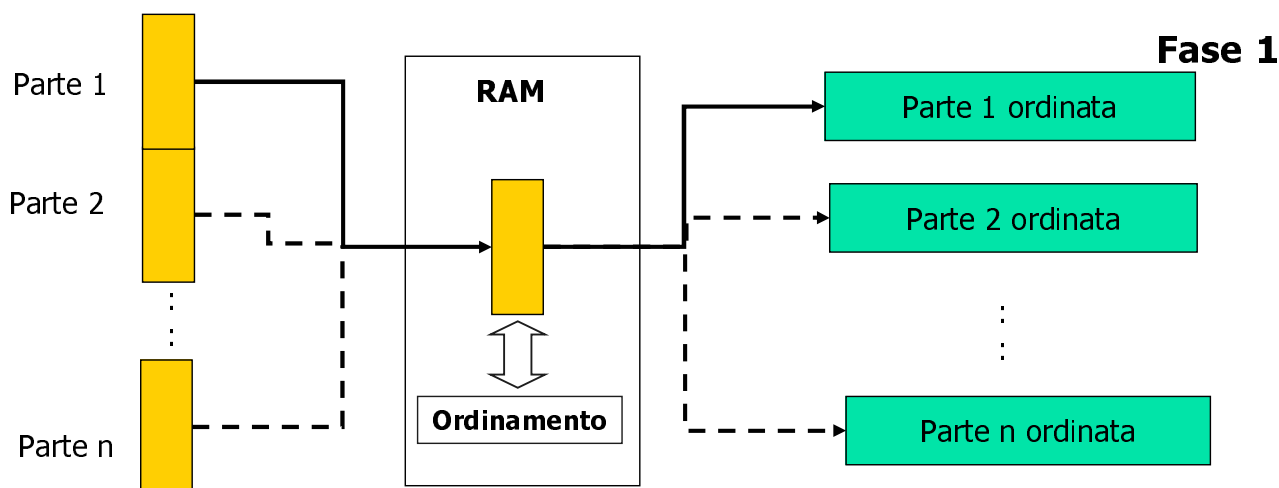 Fase 1
Parte 1
RAM
Parte 1 ordinata
Parte 2
Parte 2 ordinata
Ordinamento
Parte n
Parte n ordinata